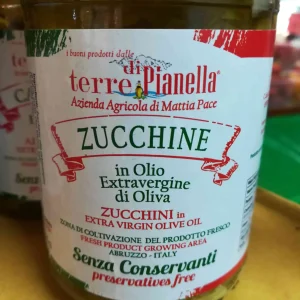 i buoni prodotti dalle
terre di Pianella
Azienda Agricola di Mattia Pace
ZUCCHINE
in Olio
Extravergine
di Oliva
ZUCCHINI in
EXTRA VIRGIN OLIVE OIL
ZONA DI COLTIVAZIONE DEL PRODOTTO FRESCO
FRESH PRODUCT GROWING AREA
ABRUZZO - ITALY
Senza Conservanti
preservatives free